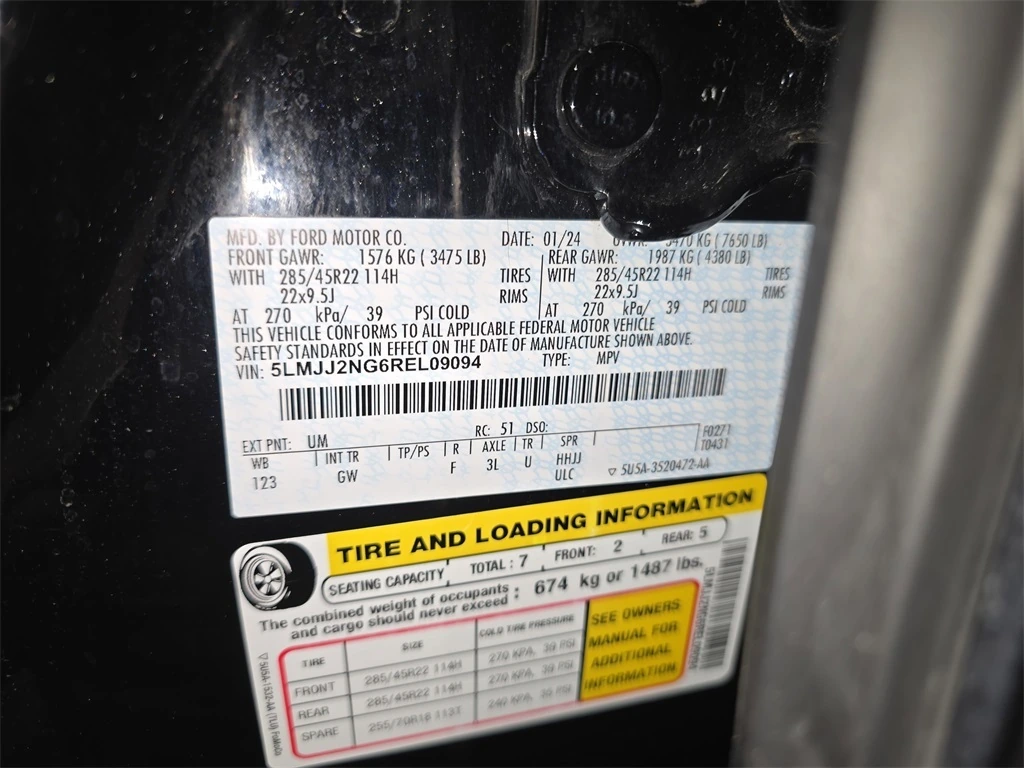 MFD. BY FORD MOTOR CO. DATE: 01/24 GVWR: 3470 KG ( 7650 LB)
FRONT GAWR: 1576 KG ( 3475 LB) REAR GAWR: 1987 KG ( 4380 LB)
WITH 285/45R22 114H TIRES WITH 285/45R22 114H TIRES
22x9.5J RIMS 22x9.5J RIMS
AT 270 kPa/ 39 PSI COLD AT 270 kPa/ 39 PSI COLD
THIS VEHICLE CONFORMS TO ALL APPLICABLE FEDERAL MOTOR VEHICLE
SAFETY STANDARDS IN EFFECT ON THE DATE OF MANUFACTURE SHOWN ABOVE.
VIN: 5LMJJ2NG6REL09094 TYPE: MPV
EXT PNT: UM RC: 51 DSO: F0271
T0431
WB INT TR TP/PS R AXLE TR SPR
123 GW F 3L U HHJJ
ULC ▽ 5U5A-3520472-AA
TIRE AND LOADING INFORMATION
SEATING CAPACITY TOTAL : 7 FRONT: 2 REAR: 5
The combined weight of occupants
and cargo should never exceed : 674 kg or 1487 lbs.
TIRE SIZE COLD TIRE PRESSURE
FRONT 285/45R22 114H 270 KPA, 39 PSI
REAR 285/45R22 114H 270 KPA, 39 PSI
SPARE
SEE OWNERS
MANUAL FOR
ADDITIONAL
INFORMATION